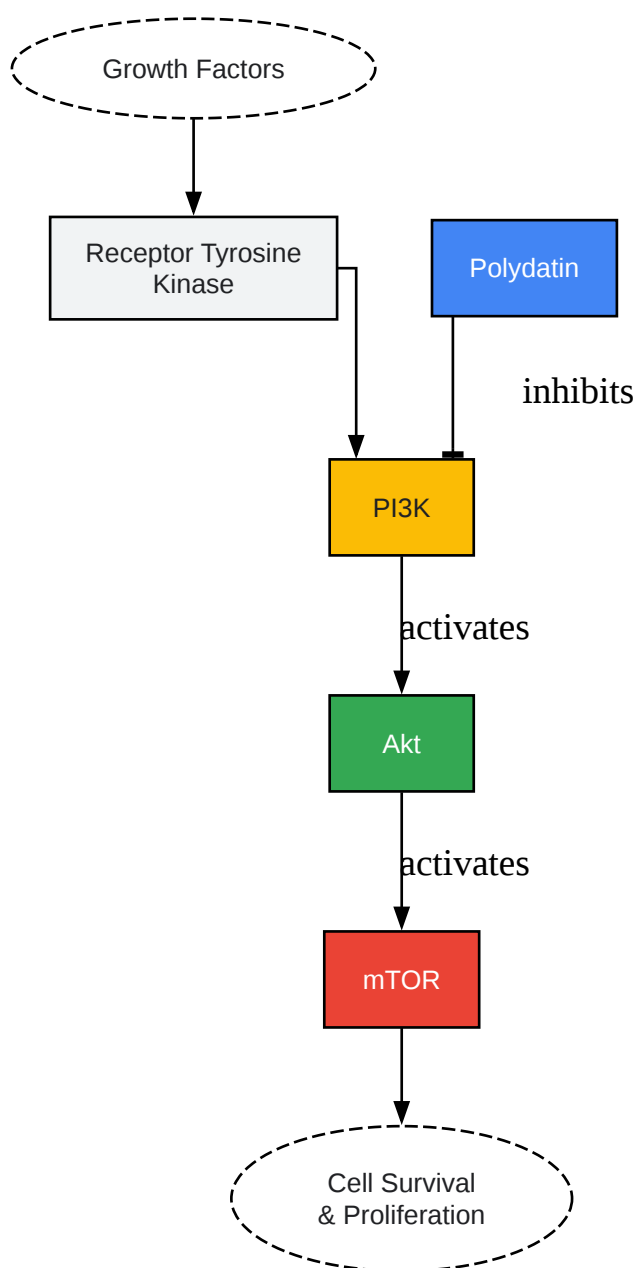 Growth Factors
Receptor Tyrosine
Kinase
Polydatin
inhibits
PI3K
activates
Akt
activates
mTOR
Cell Survival
& Proliferation